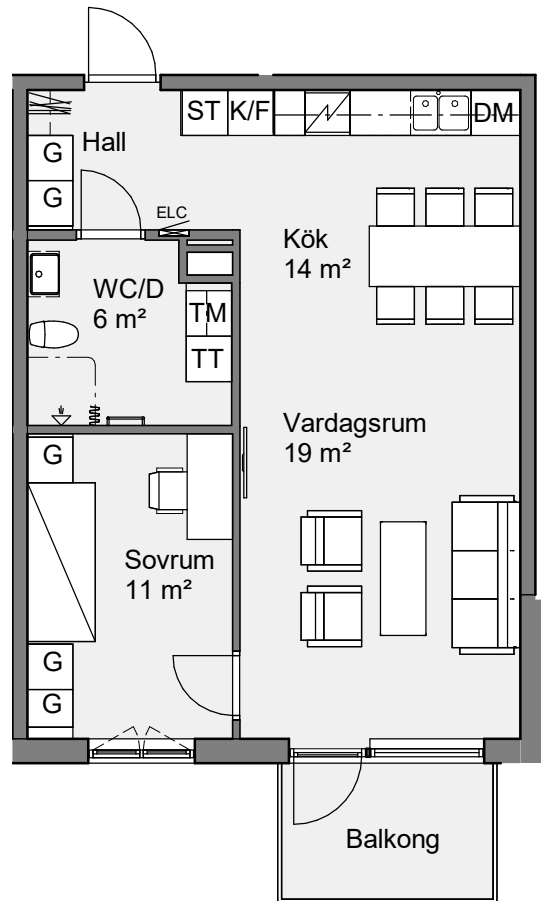 ST K/F DM
G
Hall
G
ELC
Kök
14 m²
WC/D
6 m²
TM
TT
Vardagsrum
19 m²
G
Sovrum
11 m²
G
G
Balkong